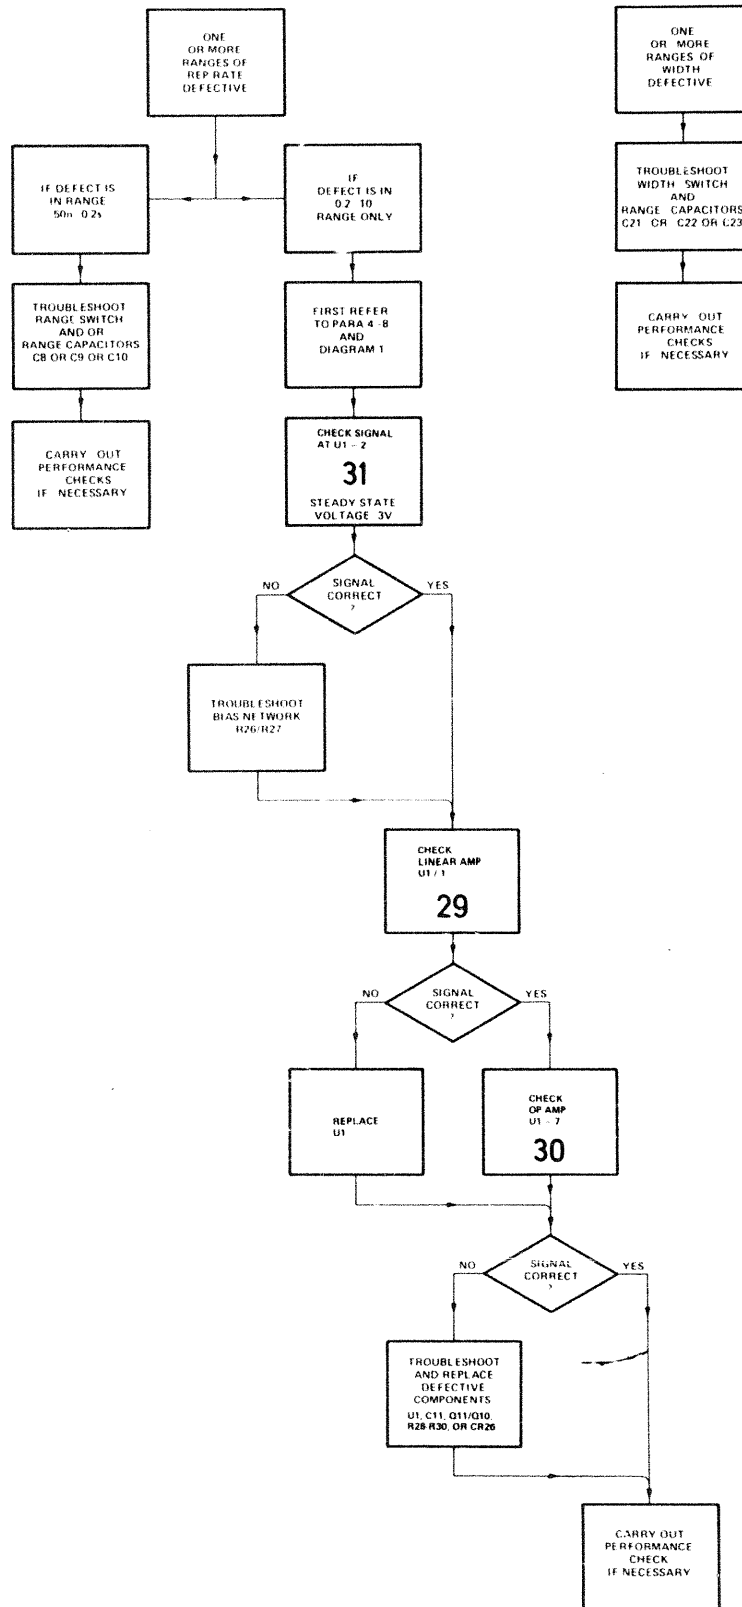 ONE
OR MORE
RANGES OF
REP RATE
DEFECTIVE
IF DEFECT IS
IN RANGE
50n 0.2s
IF
DEFECT IS IN
0.2 10
RANGE ONLY
TROUBLESHOOT
RANGE SWITCH
AND OR
RANGE CAPACITORS
C8 OR C9 OR C10
FIRST REFER
TO PARA 4-8
AND
DIAGRAM 1
CARRY OUT
PERFORMANCE
CHECKS
IF NECESSARY
CHECK SIGNAL
AT U1 - 2
31
STEADY STATE
VOLTAGE 3V
NO
SIGNAL
CORRECT
?
YES
TROUBLESHOOT
BIAS NETWORK
R26/R27
CHECK
LINEAR AMP
U1 / 1
29
NO
SIGNAL
CORRECT
?
YES
REPLACE
U1
CHECK
OP AMP
U1 - 7
30
NO
SIGNAL
CORRECT
?
YES
TROUBLESHOOT
AND REPLACE
DEFECTIVE
COMPONENTS
U1, C11, Q11/Q10,
R28-R30, OR CR26
CARRY OUT
PERFORMANCE
CHECK
IF NECESSARY
ONE
OR MORE
RANGES OF
WIDTH
DEFECTIVE
TROUBLESHOOT
WIDTH SWITCH
AND
RANGE CAPACITORS
C21 OR C22 OR C23
CARRY OUT
PERFORMANCE
CHECKS
IF NECESSARY